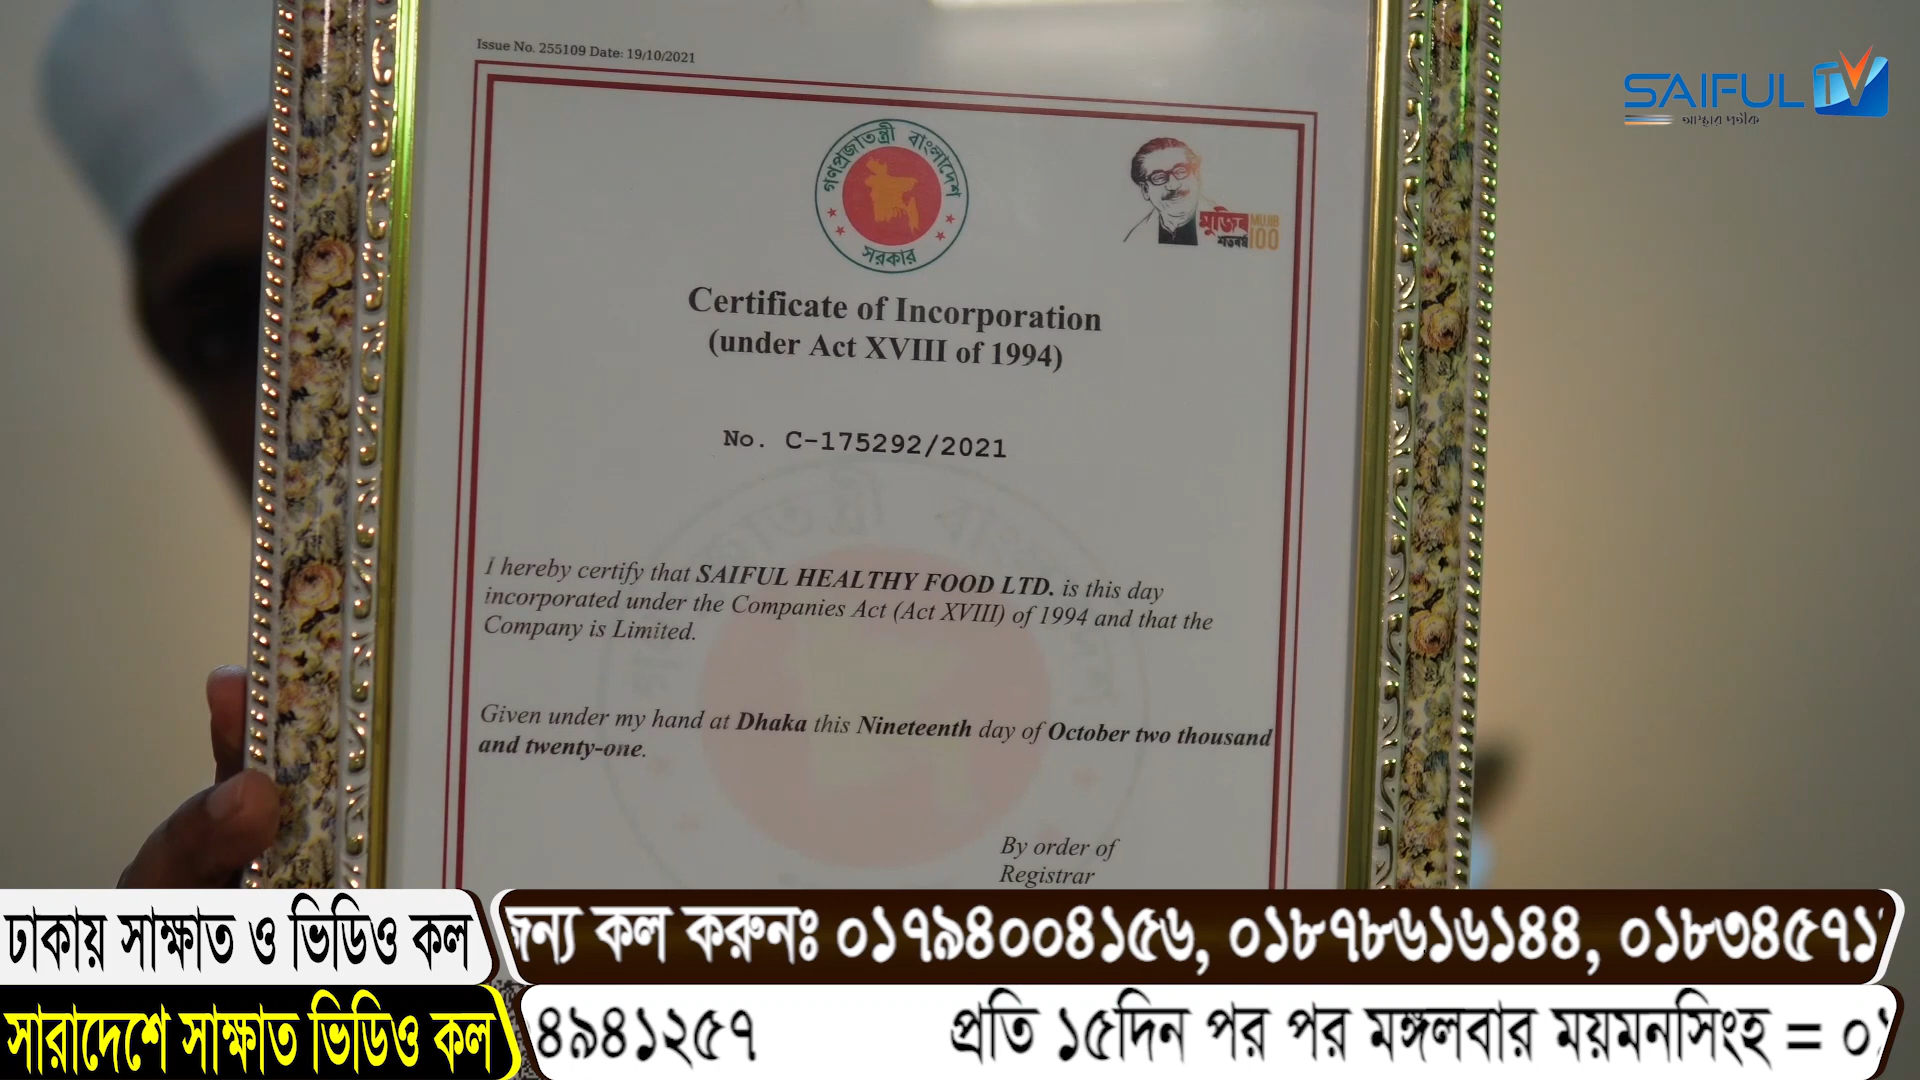 Issue No. 255109 Date: 19/10/2021
SAIFUL TV
আস্থার প্রতীক
গণপ্রজাতন্ত্রী বাংলাদেশ
সরকার
মুজিব MUJIB
শতবর্ষ 100
Certificate of Incorporation
(under Act XVIII of 1994)
No. C-175292/2021
I hereby certify that SAIFUL HEALTHY FOOD LTD. is this day
incorporated under the Companies Act (Act XVIII) of 1994 and that the
Company is Limited.
Given under my hand at Dhaka this Nineteenth day of October two thousand
and twenty-one.
By order of
Registrar
ঢাকায় সাক্ষাত ও ভিডিও কল
জন্য কল করুনঃ ০১৭৯৪০০৪১৫৬, ০১৮৭৮৬১৬১৪৪, ০১৮৩৪৫৭১
সারাদেশে সাক্ষাত ভিডিও কল
৪৯৪১২৫৭ প্রতি ১৫দিন পর পর মঙ্গলবার ময়মনসিংহ = ০১